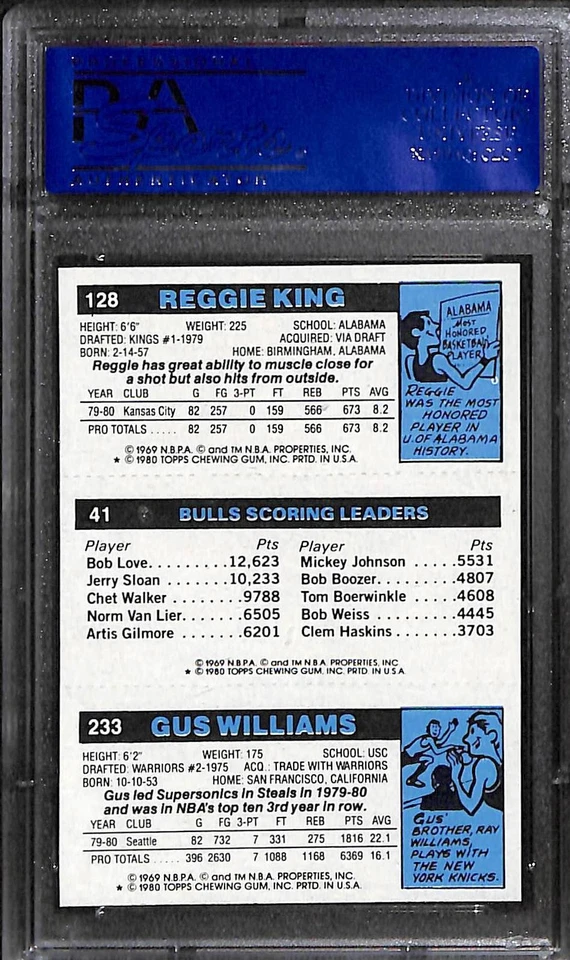 PROFESSIONAL
PSA
Sports
AUTHENTICATOR
128 REGGIE KING
HEIGHT: 6'6" WEIGHT: 225 SCHOOL: ALABAMA
DRAFTED: KINGS #1-1979 ACQUIRED: VIA DRAFT
BORN: 2-14-57 HOME: BIRMINGHAM, ALABAMA
Reggie has great ability to muscle close for
a shot but also hits from outside.
YEAR CLUB G FG 3-PT FT REB PTS AVG
79-80 Kansas City 82 257 0 159 566 673 8.2
PRO TOTALS ..... 82 257 0 159 566 673 8.2
© 1969 N.B.P.A. © and TM N.B.A. PROPERTIES, INC.
★ © 1980 TOPPS CHEWING GUM, INC. PRTD. IN U.S.A.
ALABAMA
MOST
HONORED
BASKETBALL
PLAYER
REGGIE
WAS THE MOST
HONORED
PLAYER IN
U. OF ALABAMA
HISTORY.
41 BULLS SCORING LEADERS
Player Pts Player Pts
Bob Love.........12,623 Mickey Johnson .....5531
Jerry Sloan .......10,233 Bob Boozer.........4807
Chet Walker ........9788 Tom Boerwinkle ....4608
Norm Van Lier.......6505 Bob Weiss ..........4445
Artis Gilmore .......6201 Clem Haskins .......3703
© 1969 N.B.P.A. © and TM N.B.A. PROPERTIES, INC
★ © 1980 TOPPS CHEWING GUM, INC. PRTD IN U.S.A
233 GUS WILLIAMS
HEIGHT: 6'2" WEIGHT: 175 SCHOOL: USC
DRAFTED: WARRIORS #2-1975 ACQ.: TRADE WITH WARRIORS
BORN: 10-10-53 HOME: SAN FRANCISCO, CALIFORNIA
Gus led Supersonics in Steals in 1979-80
and was in NBA's top ten 3rd year in row.
YEAR CLUB G FG 3-PT FT REB PTS AVG
79-80 Seattle 82 732 7 331 275 1816 22.1
PRO TOTALS ..... 396 2630 7 1088 1168 6369 16.1
© 1969 N.B.P.A. © and TM N.B.A. PROPERTIES, INC.
★ © 1980 TOPPS CHEWING GUM, INC. PRTD. IN U.S.A.
GUS'
BROTHER, RAY
WILLIAMS,
PLAYS WITH
THE NEW
YORK KNICKS.